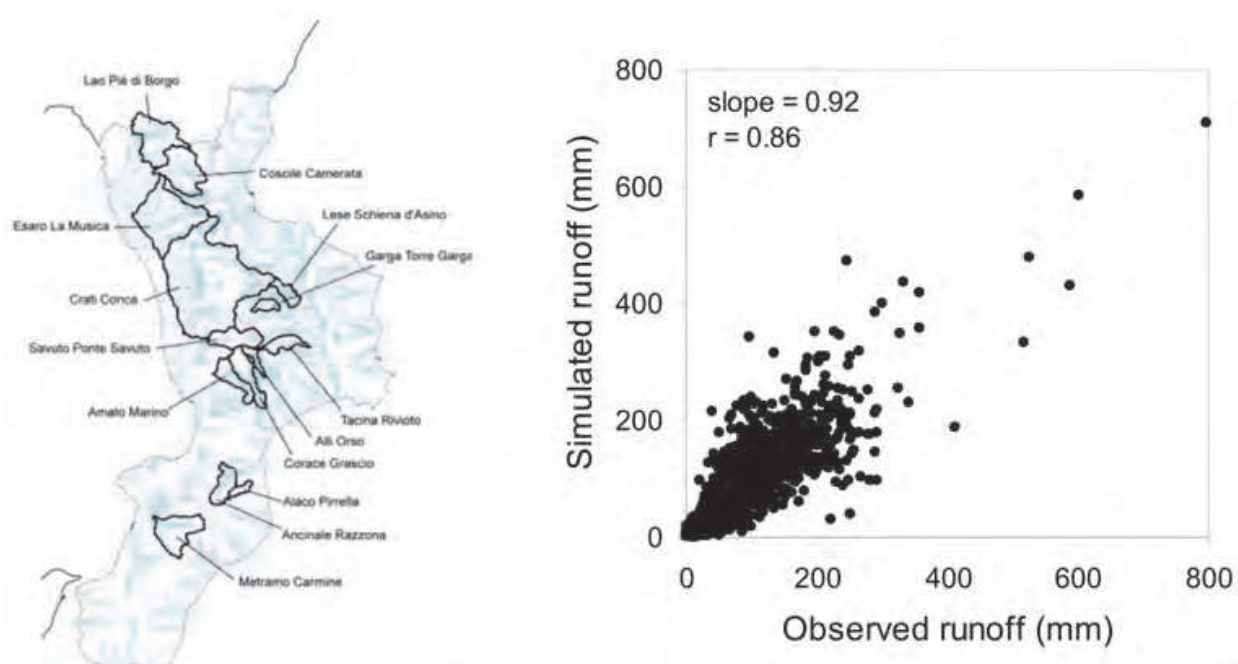 Lao Piè di Borgo
Coscile Camerata
Esaro La Musica
Lese Schiena d'Asino
Garga Torre Garga
Crati Conca
Savuto Ponte Savuto
Amato Marino
Tacina Rivioto
Alli Orso
Corace Grascio
Alaco Pirrella
Ancinale Razzona
Metramo Carmine
800
600
400
200
0
Simulated runoff (mm)
slope = 0.92
r = 0.86
0 200 400 600 800
Observed runoff (mm)